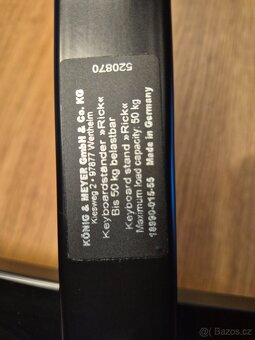 520870
KÖNIG & MEYER GmbH & Co. KG
Kiesweg 2 • 97877 Wertheim
Keyboardständer »Rick«
Bis 50 kg belastbar
Keyboard stand »Rick«
Maximum load capacity, 50 kg
18990-015-55 Made in Germany
Bazoš.cz